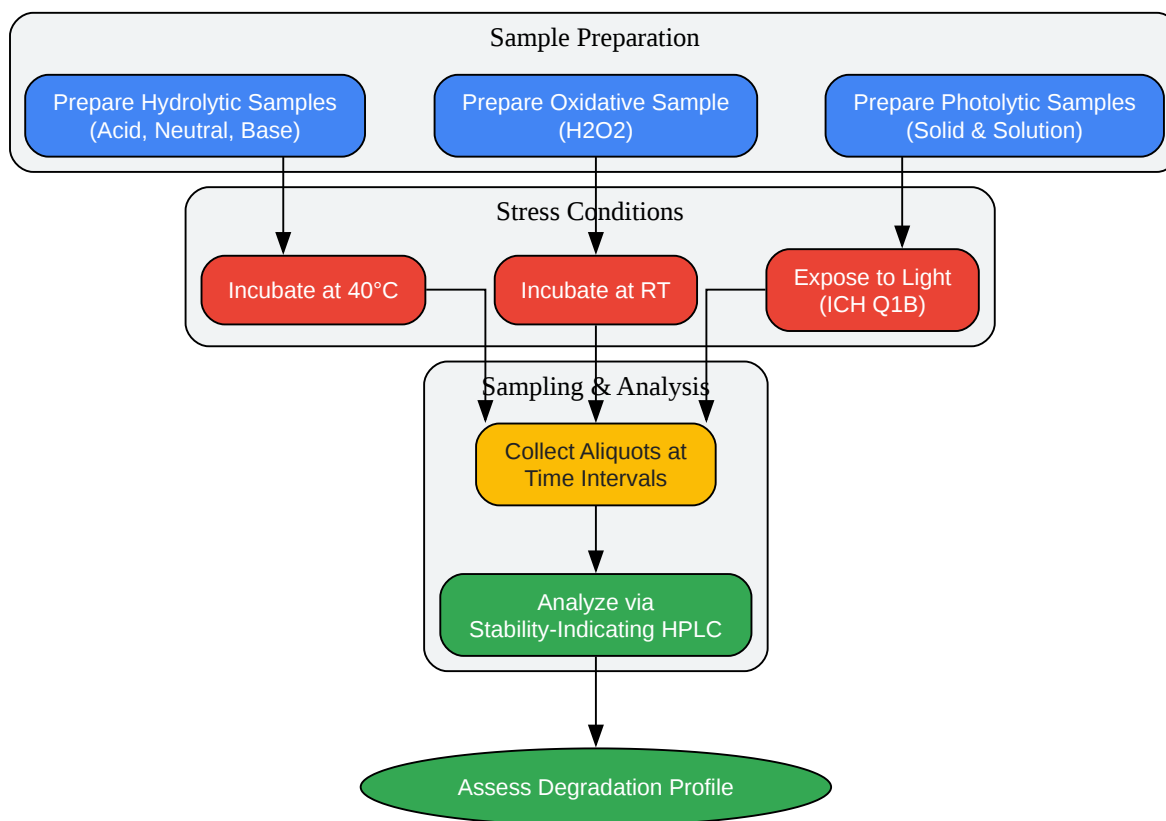 Sample Preparation
Prepare Hydrolytic Samples
(Acid, Neutral, Base)
Prepare Oxidative Sample
(H2O2)
Prepare Photolytic Samples
(Solid & Solution)
Stress Conditions
Incubate at 40°C
Incubate at RT
Expose to Light
(ICH Q1B)
Sampling & Analysis
Collect Aliquots at
Time Intervals
Analyze via
Stability-Indicating HPLC
Assess Degradation Profile